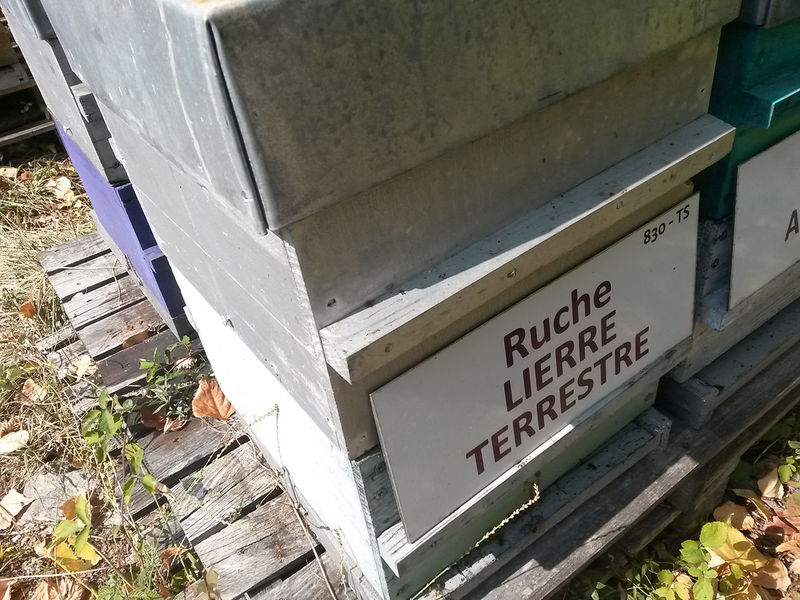 830 - TS
Ruche
LIERRE
TERRESTRE
A